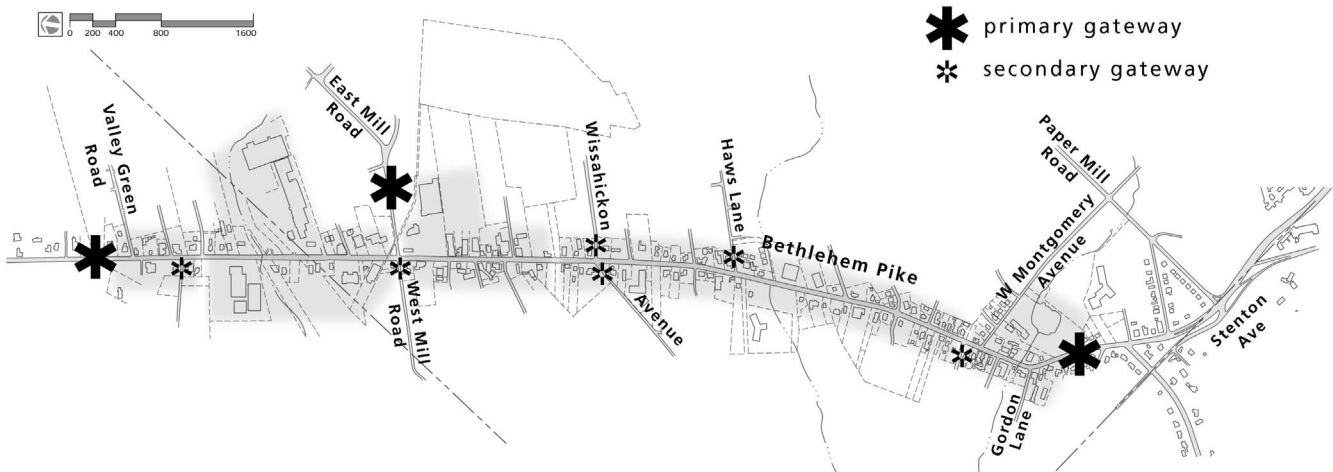 0 200 400 800 1600
primary gateway
secondary gateway
Valley Green
Road
East Mill
Road
West Mill
Road
Wissahickon
Avenue
Haws Lane
Bethlehem Pike
W Montgomery
Avenue
Paper Mill
Road
Gordon
Lane
Stenton
Ave